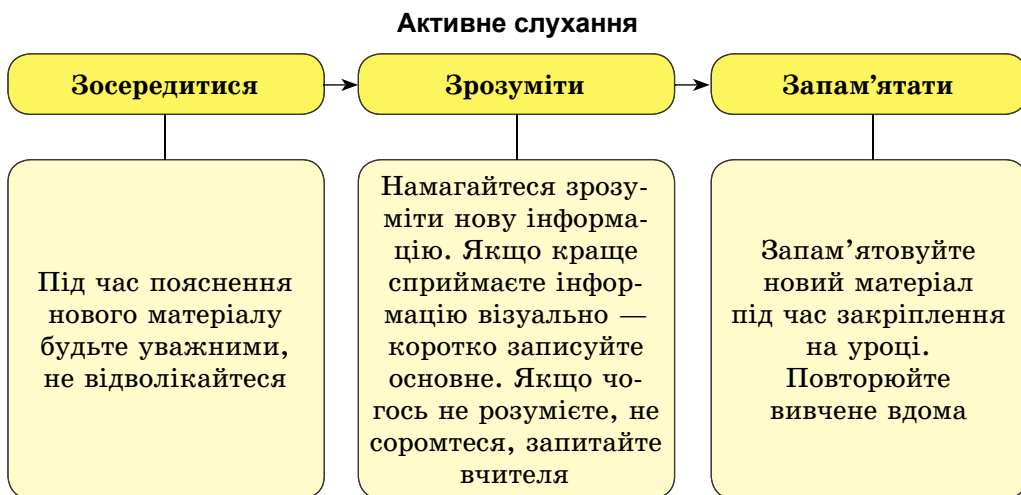 Активне слухання
Зосередитися
Під час пояснення
нового матеріалу
будьте уважними,
не відволікайтеся
Зрозуміти
Намагайтеся зрозу-
міти нову інформа-
цію. Якщо краще
сприймаєте інфор-
мацію візуально —
коротко записуйте
основне. Якщо чо-
гось не розумієте, не
соромтеся, запитайте
вчителя
Запам’ятати
Запам’ятовуйте
новий матеріал
під час закріплення
на уроці.
Повторюйте
вивчене вдома